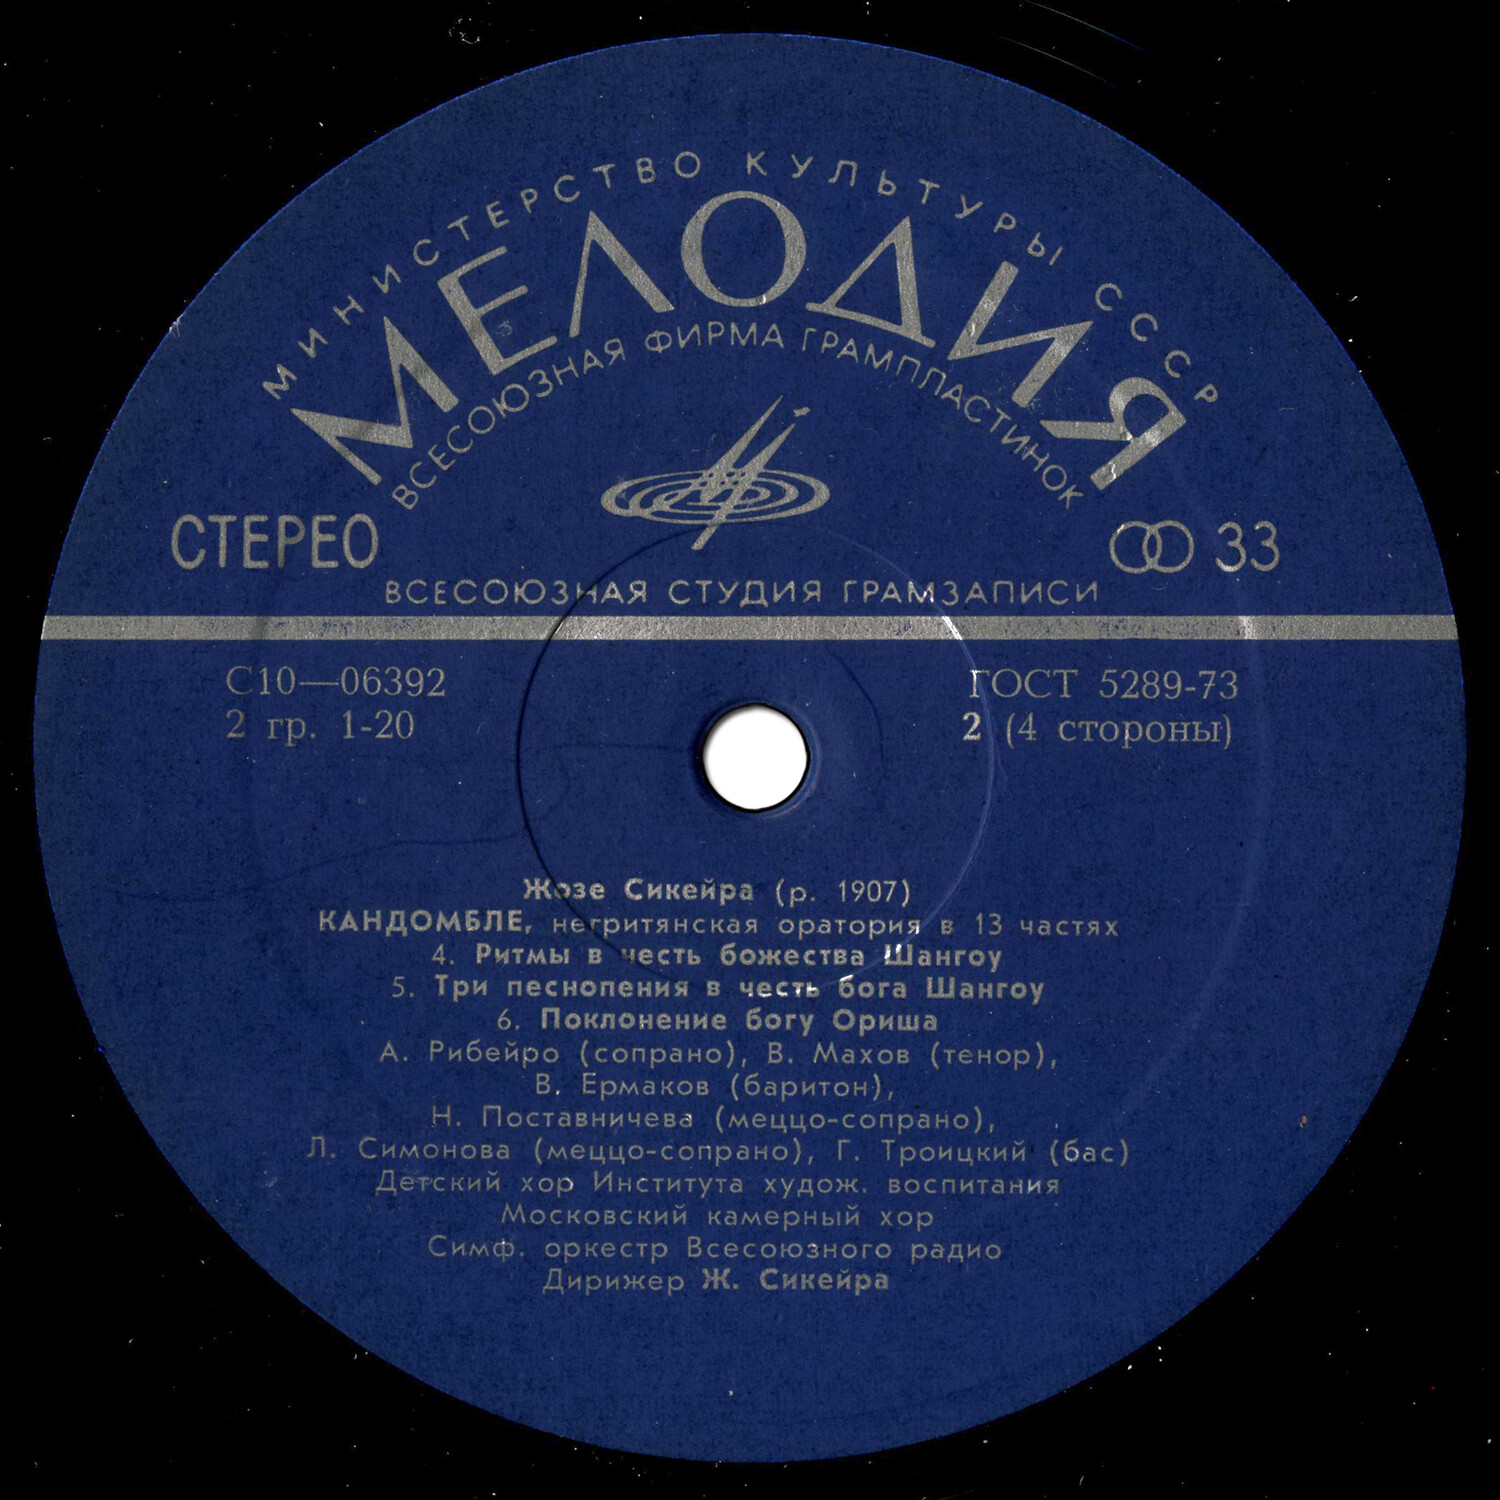 МИНИСТЕРСТВО КУЛЬТУРЫ СССР
МЕЛОДИЯ
ВСЕСОЮЗНАЯ ФИРМА ГРАМПЛАСТИНОК
СТЕРЕО
33
ВСЕСОЮЗНАЯ СТУДИЯ ГРАМЗАПИСИ
С10—06392
ГОСТ 5289-73
2 гр. 1-20
2 (4 стороны)
Жозе Сикейра (р. 1907)
КАНДОМБЛЕ, негритянская оратория в 13 частях
4. Ритмы в честь божества Шангоу
5. Три песнопения в честь бога Шангоу
6. Поклонение богу Ориша
А. Рибейро (сопрано), В. Махов (тенор),
В. Ермаков (баритон),
Н. Поставничева (меццо-сопрано),
Л. Симонова (меццо-сопрано), Г. Троицкий (бас)
Детский хор Института худож. воспитания
Московский камерный хор
Симф. оркестр Всесоюзного радио
Дирижер Ж. Сикейра